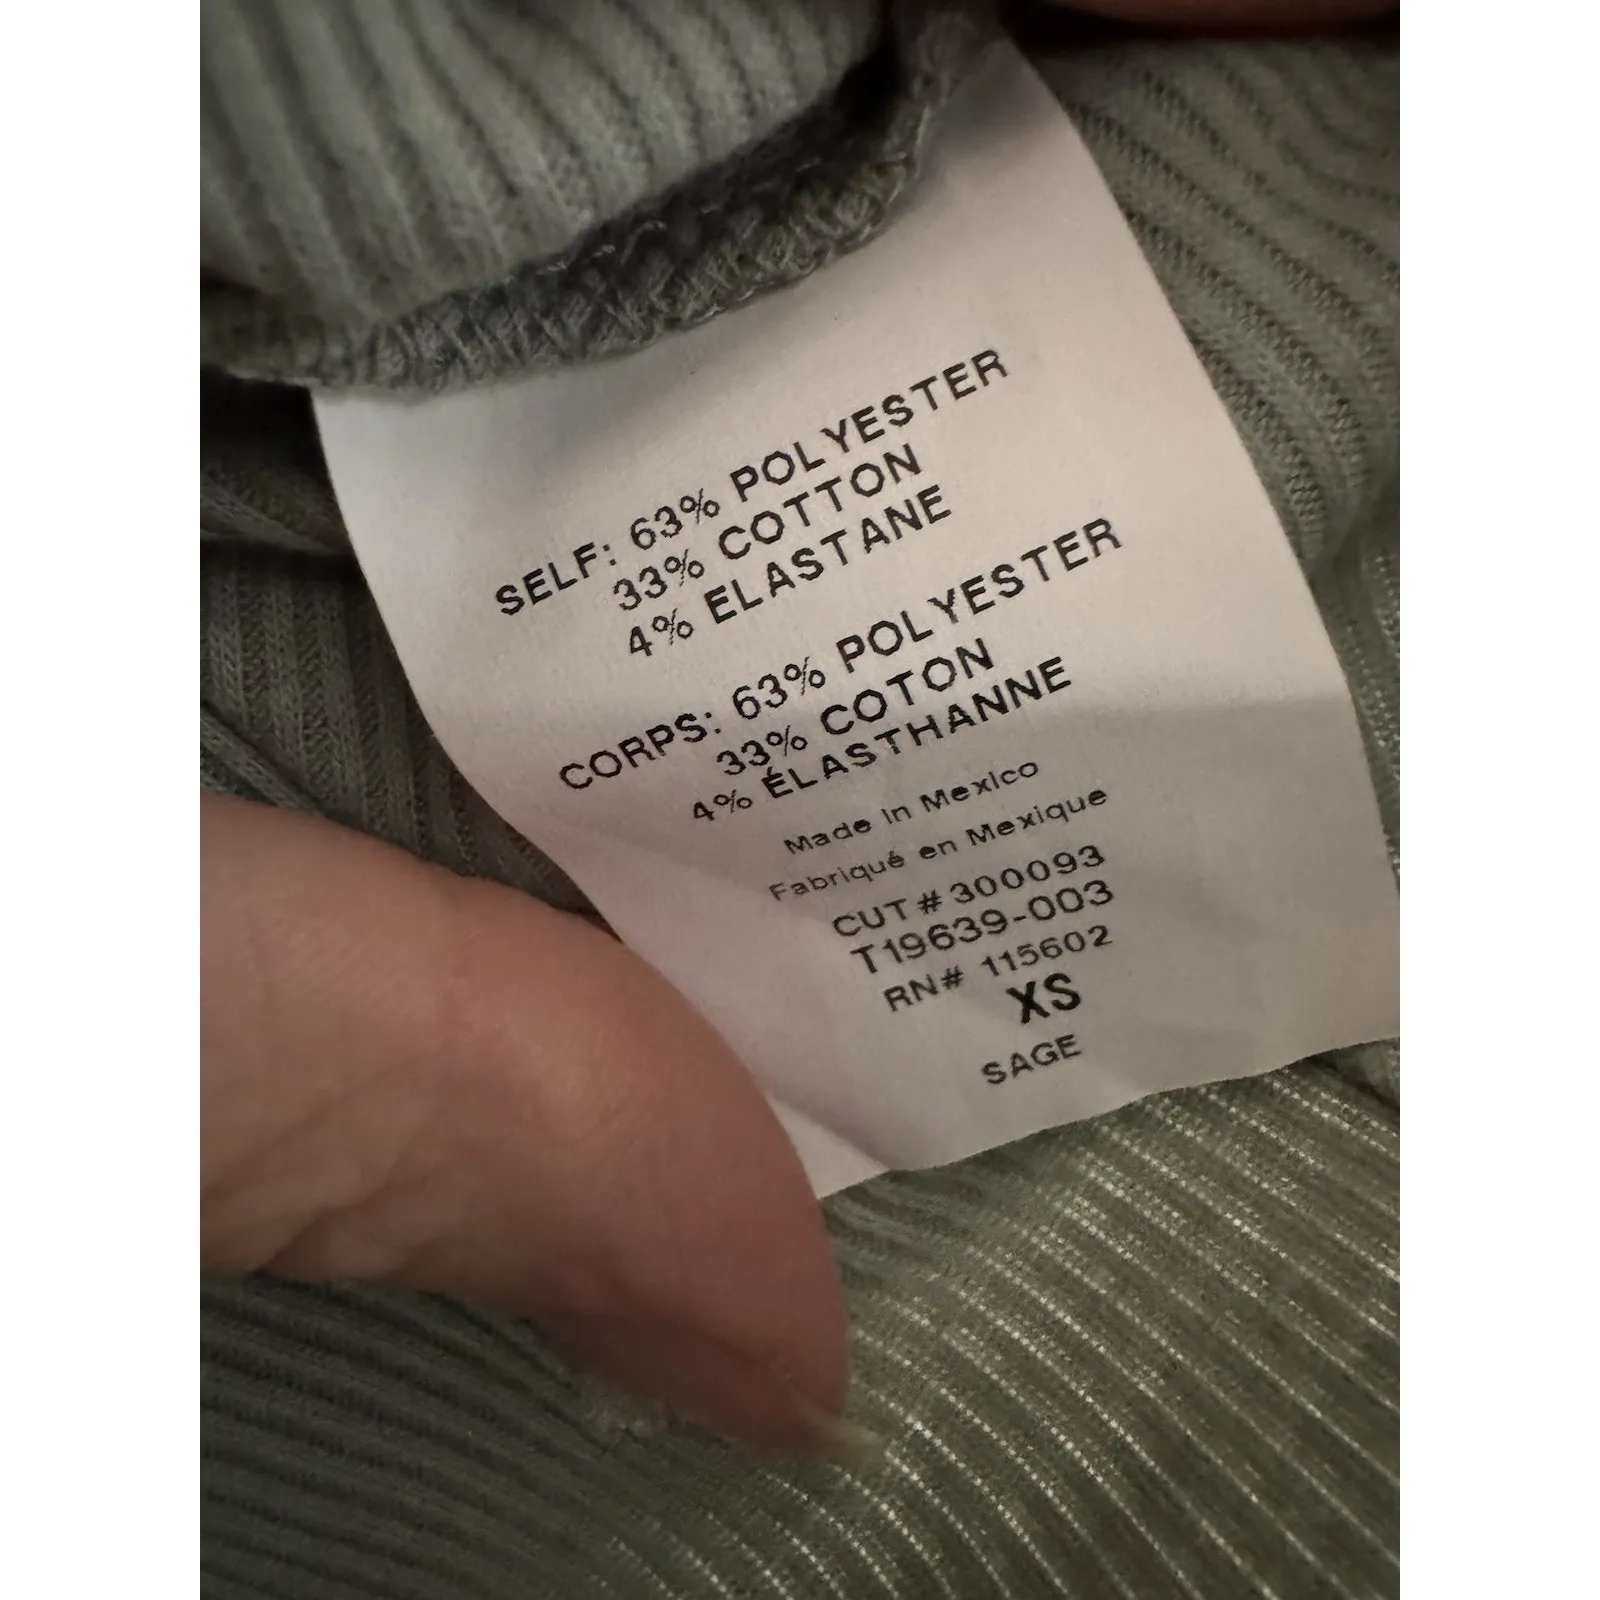 SELF: 63% POLYESTER
33% COTTON
4% ELASTANE
CORPS: 63% POLYESTER
33% COTON
4% ÉLASTHANNE
Made in Mexico
Fabriqué en Mexique
CUT# 300093
T19639-003
RN# 115602
XS
SAGE